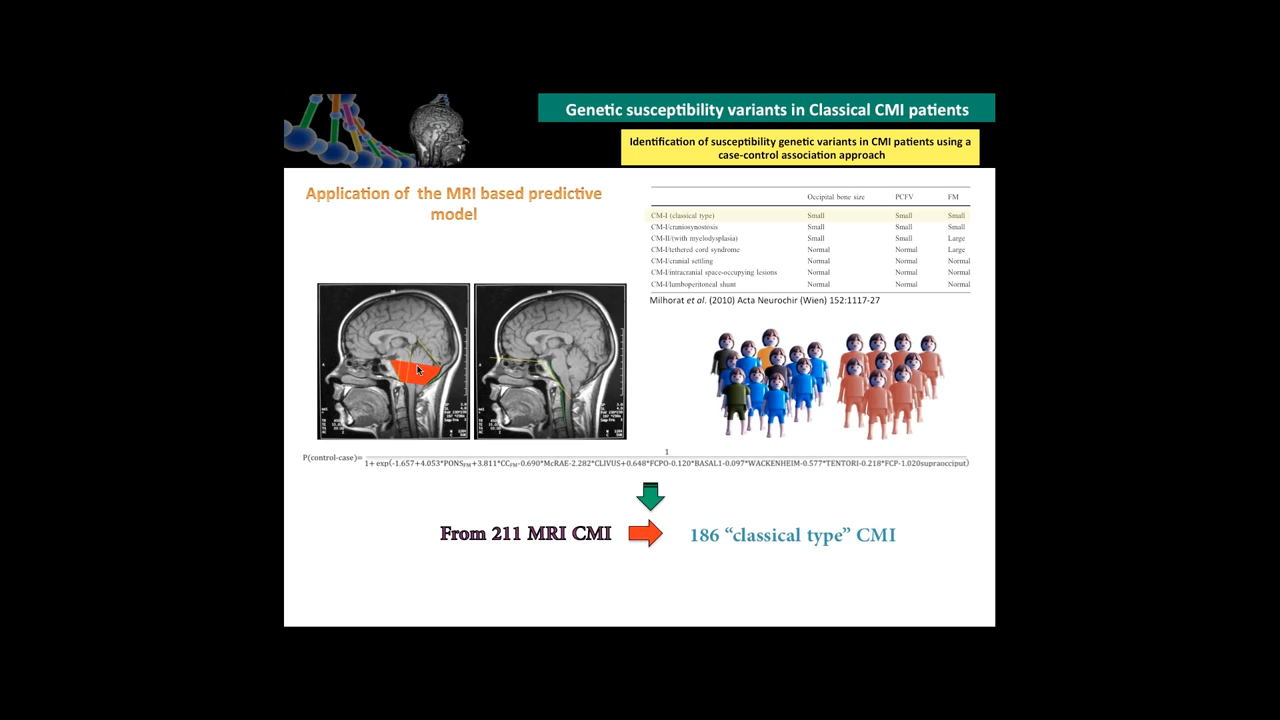 Genetic susceptibility variants in Classical CMI patients
Identification of susceptibility genetic variants in CMI patients using a
case-control association approach
Application of the MRI based predictive
model
Occipital bone size PCFV FM
CM-I (classical type) Small Small Small
CM-I/craniosynostosis Small Small Small
CM-II/(with myelodysplasia) Small Small Large
CM-I/tethered cord syndrome Normal Normal Large
CM-I/cranial settling Normal Normal Normal
CM-I/intracranial space-occupying lesions Normal Normal Normal
CM-I/lumboperitoneal shunt Normal Normal Normal
Milhorat et al. (2010) Acta Neurochir (Wien) 152:1117-27
P(control-case)= 1
1+ exp(-1.657+4.053*PONSFM+3.811*CCFM-0.690*McRAE-2.282*CLIVUS+0.648*FCPO-0.120*BASAL1-0.097*WACKENHEIM-0.577*TENTORI-0.218*FCP-1.020supraocciput)
From 211 MRI CMI
186 “classical type” CMI